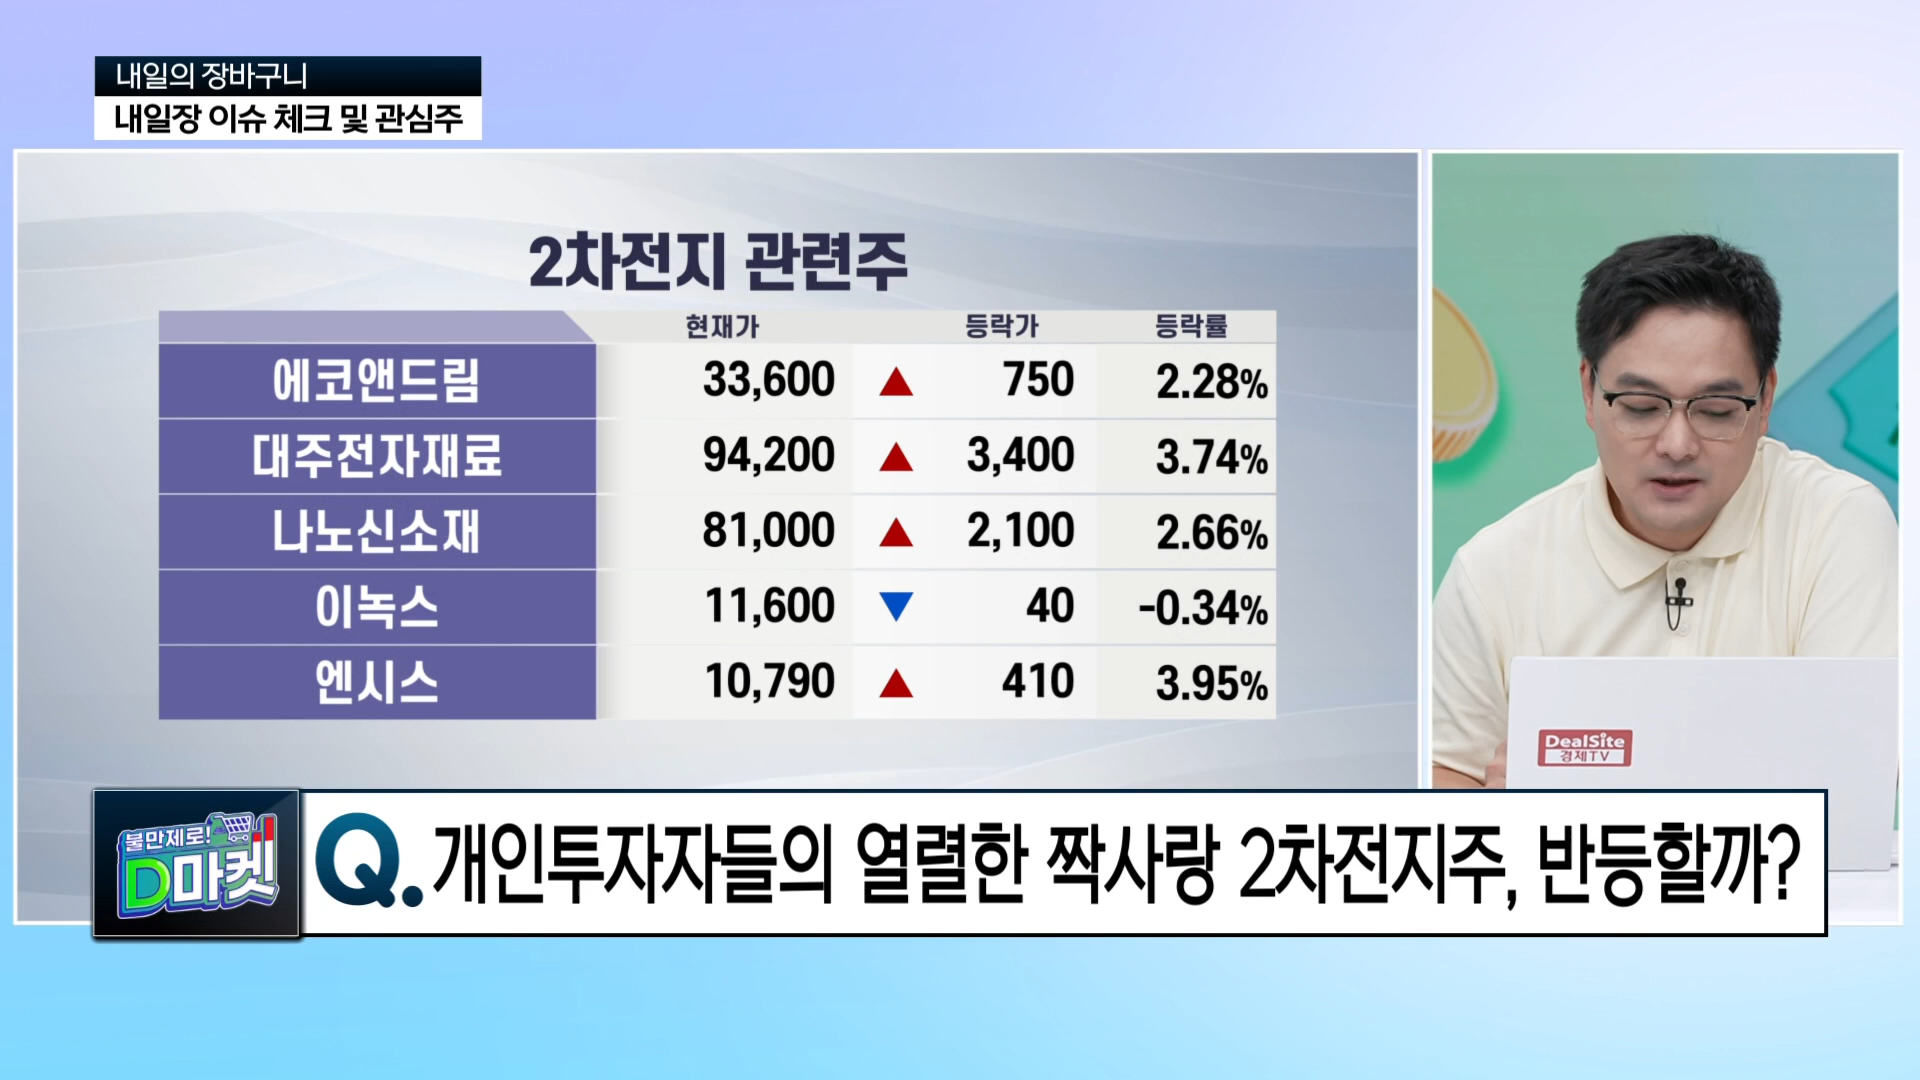 내일의 장바구니
내일장 이슈 체크 및 관심주
2차전지 관련주
현재가 등락가 등락률
에코앤드림 33,600 ▲ 750 2.28%
대주전자재료 94,200 ▲ 3,400 3.74%
나노신소재 81,000 ▲ 2,100 2.66%
이녹스 11,600 ▼ 40 -0.34%
엔시스 10,790 ▲ 410 3.95%
DealSite
경제TV
불만제로!
D마켓
Q. 개인투자자들의 열렬한 짝사랑 2차전지주, 반등할까?